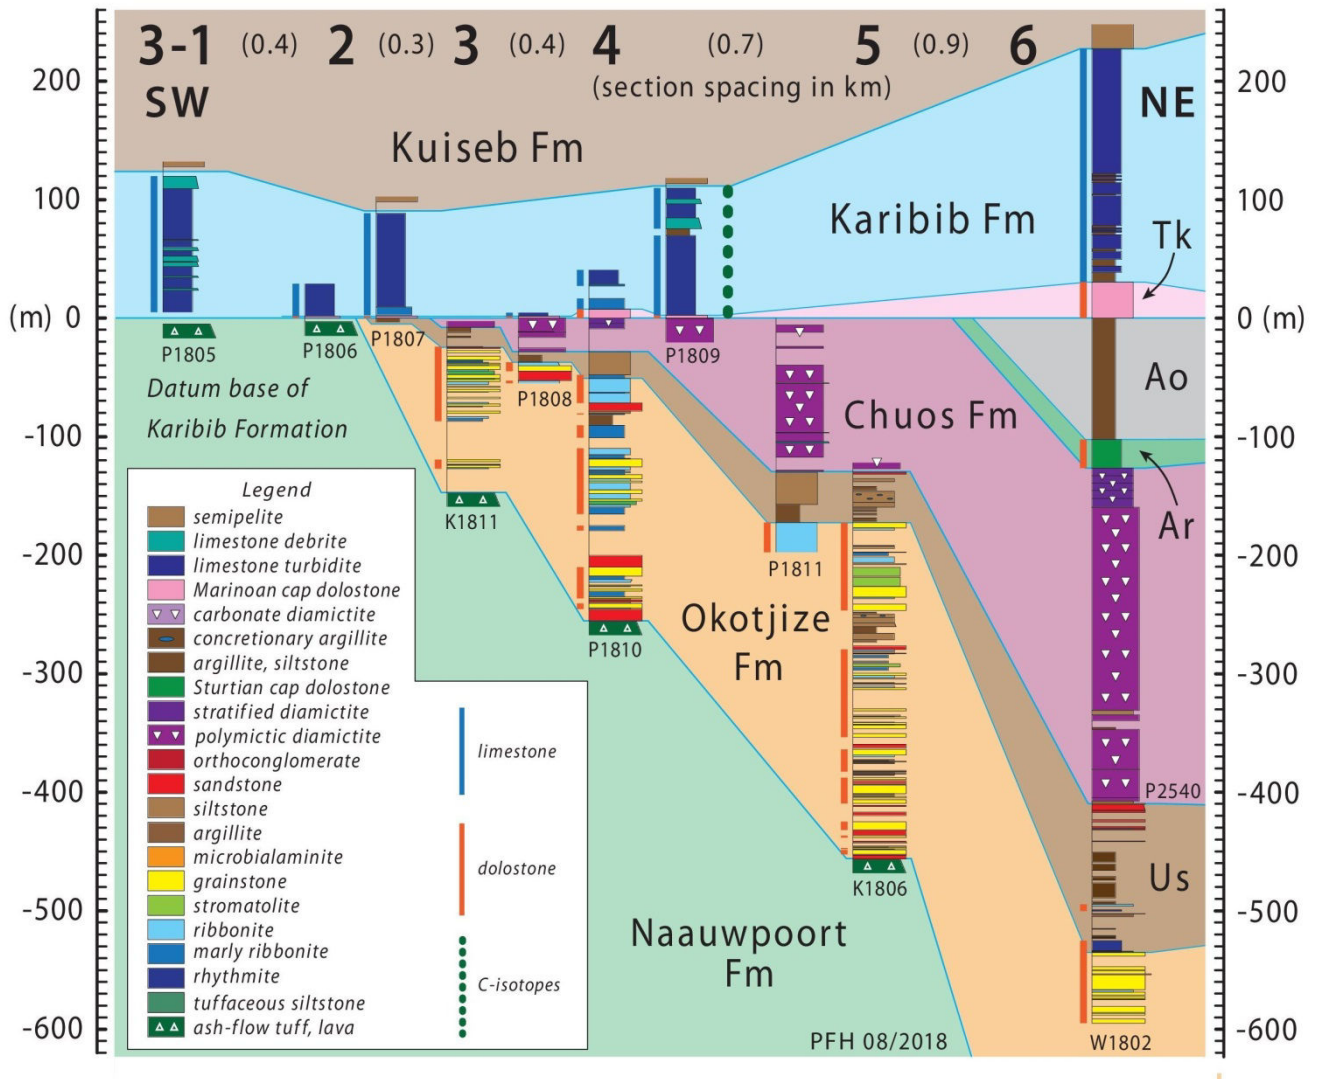 3-1 (0.4) 2 (0.3) 3 (0.4) 4 (0.7) 5 (0.9) 6
SW (section spacing in km) NE
Kuiseb Fm
Karibib Fm
Tk
200
100
(m) 0
-100
-200
-300
-400
-500
-600
200
100
0 (m)
-100
-200
-300
-400
-500
-600
P1805
P1806
P1807
P1808
P1809
K1811
P1810
P1811
K1806
P2540
W1802
Ao
Ar
Us
Chuos Fm
Okotjize
Fm
Naauwpoort
Fm
Datum base of
Karibib Formation
Legend
semipelite
limestone debrite
limestone turbidite
Marinoan cap dolostone
carbonate diamictite
concretionary argillite
argillite, siltstone
Sturtian cap dolostone
stratified diamictite
polymictic diamictite
orthoconglomerate
sandstone
siltstone
argillite
microbialaminite
grainstone
stromatolite
ribbonite
marly ribbonite
rhythmite
tuffaceous siltstone
ash-flow tuff, lava
limestone
dolostone
C-isotopes
PFH 08/2018